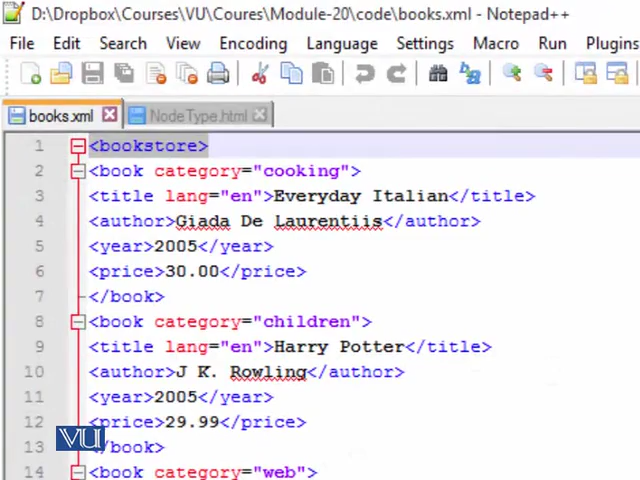 D:\Dropbox\Courses\VU\Coures\Module-20\code\books.xml - Notepad++
File Edit Search View Encoding Language Settings Macro Run Plugins
books.xml NodeType.html
1 <bookstore>
2 <book category="cooking">
3 <title lang="en">Everyday Italian</title>
4 <author>Giada De Laurentiis</author>
5 <year>2005</year>
6 <price>30.00</price>
7 </book>
8 <book category="children">
9 <title lang="en">Harry Potter</title>
10 <author>J K. Rowling</author>
11 <year>2005</year>
12 <price>29.99</price>
13 </book>
14 <book category="web">
VU